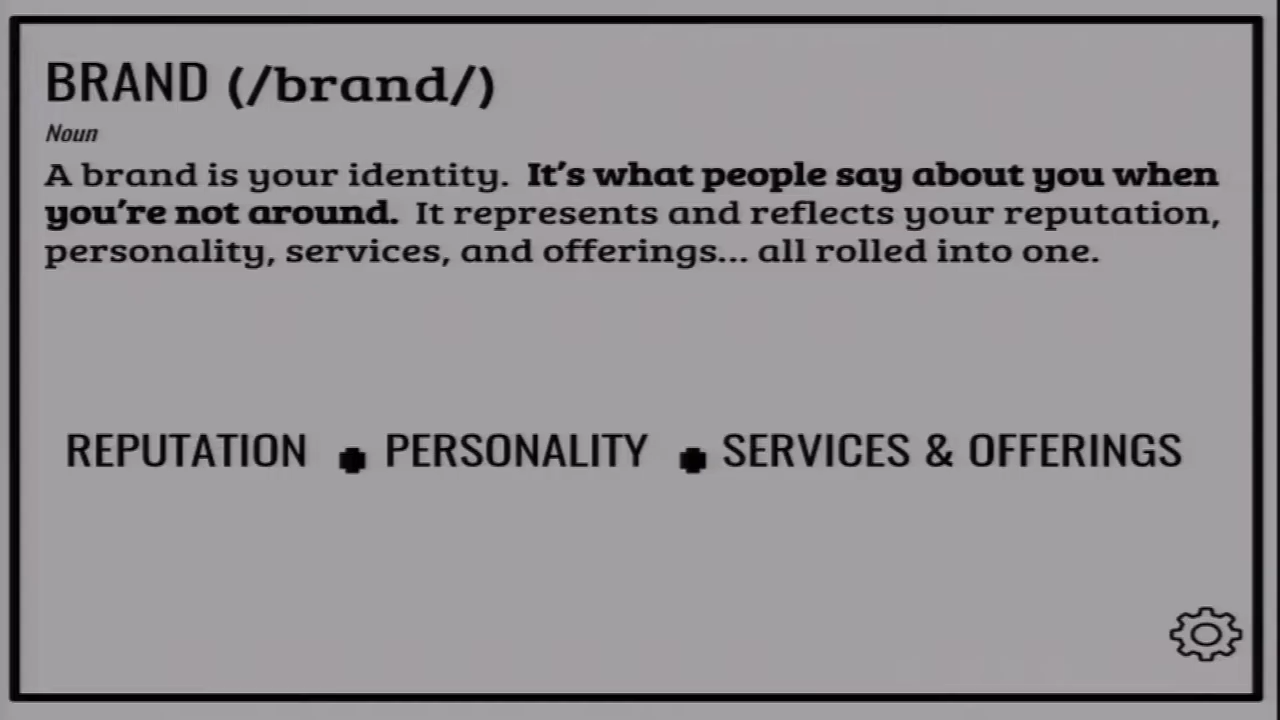 BRAND (/brand/)
Noun
A brand is your identity. It's what people say about you when
you're not around. It represents and reflects your reputation,
personality, services, and offerings... all rolled into one.
REPUTATION • PERSONALITY • SERVICES & OFFERINGS